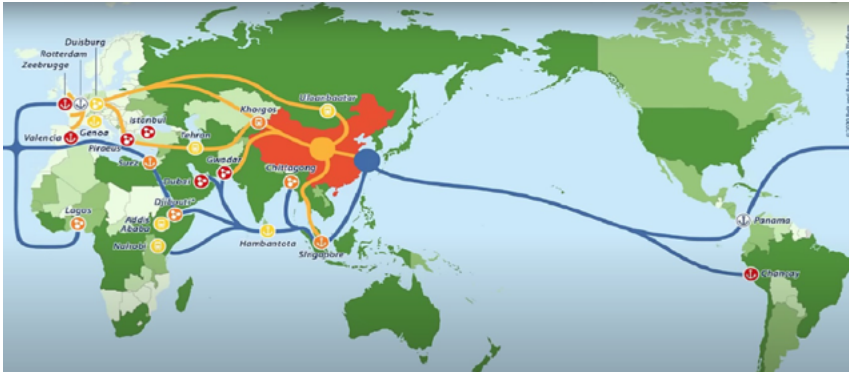 Duisburg
Rotterdam
Zeebrugge
Ulaanbaatar
Khorgos
Istanbul
Valencia
Genoa
Tehran
Piraeus
Suez
Gwadar
Chittagong
Dubai
Djibouti
Lagos
Addis
Ababa
Nairobi
Hambantota
Singapore
Panama
Chancay